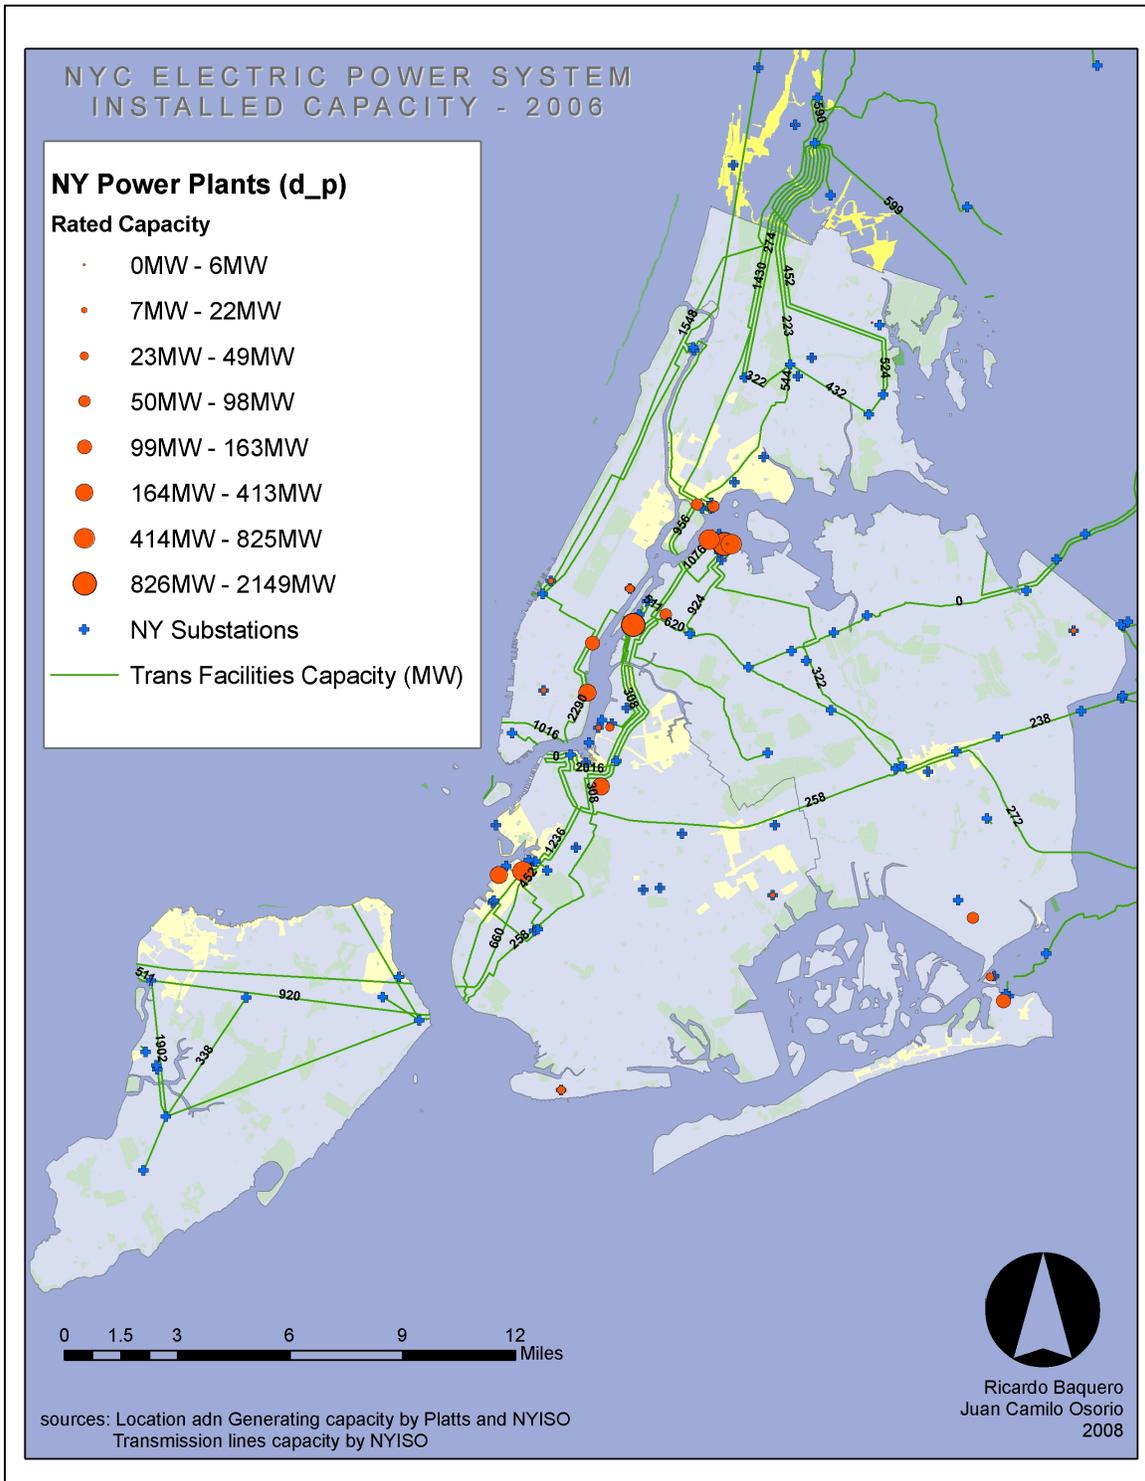 NYC ELECTRIC POWER SYSTEM
INSTALLED CAPACITY - 2006
NY Power Plants (d_p)
Rated Capacity
0MW - 6MW
7MW - 22MW
23MW - 49MW
50MW - 98MW
99MW - 163MW
164MW - 413MW
414MW - 825MW
826MW - 2149MW
NY Substations
Trans Facilities Capacity (MW)
590
599
274
1430
452
1548
223
322
544
524
432
956
1076
511
924
620
0
322
308
2290
1016
238
0
2016
308
258
272
1236
452
660
258
511
920
1902
338
0 1.5 3 6 9 12
Miles
sources: Location adn Generating capacity by Platts and NYISO
Transmission lines capacity by NYISO
Ricardo Baquero
Juan Camilo Osorio
2008